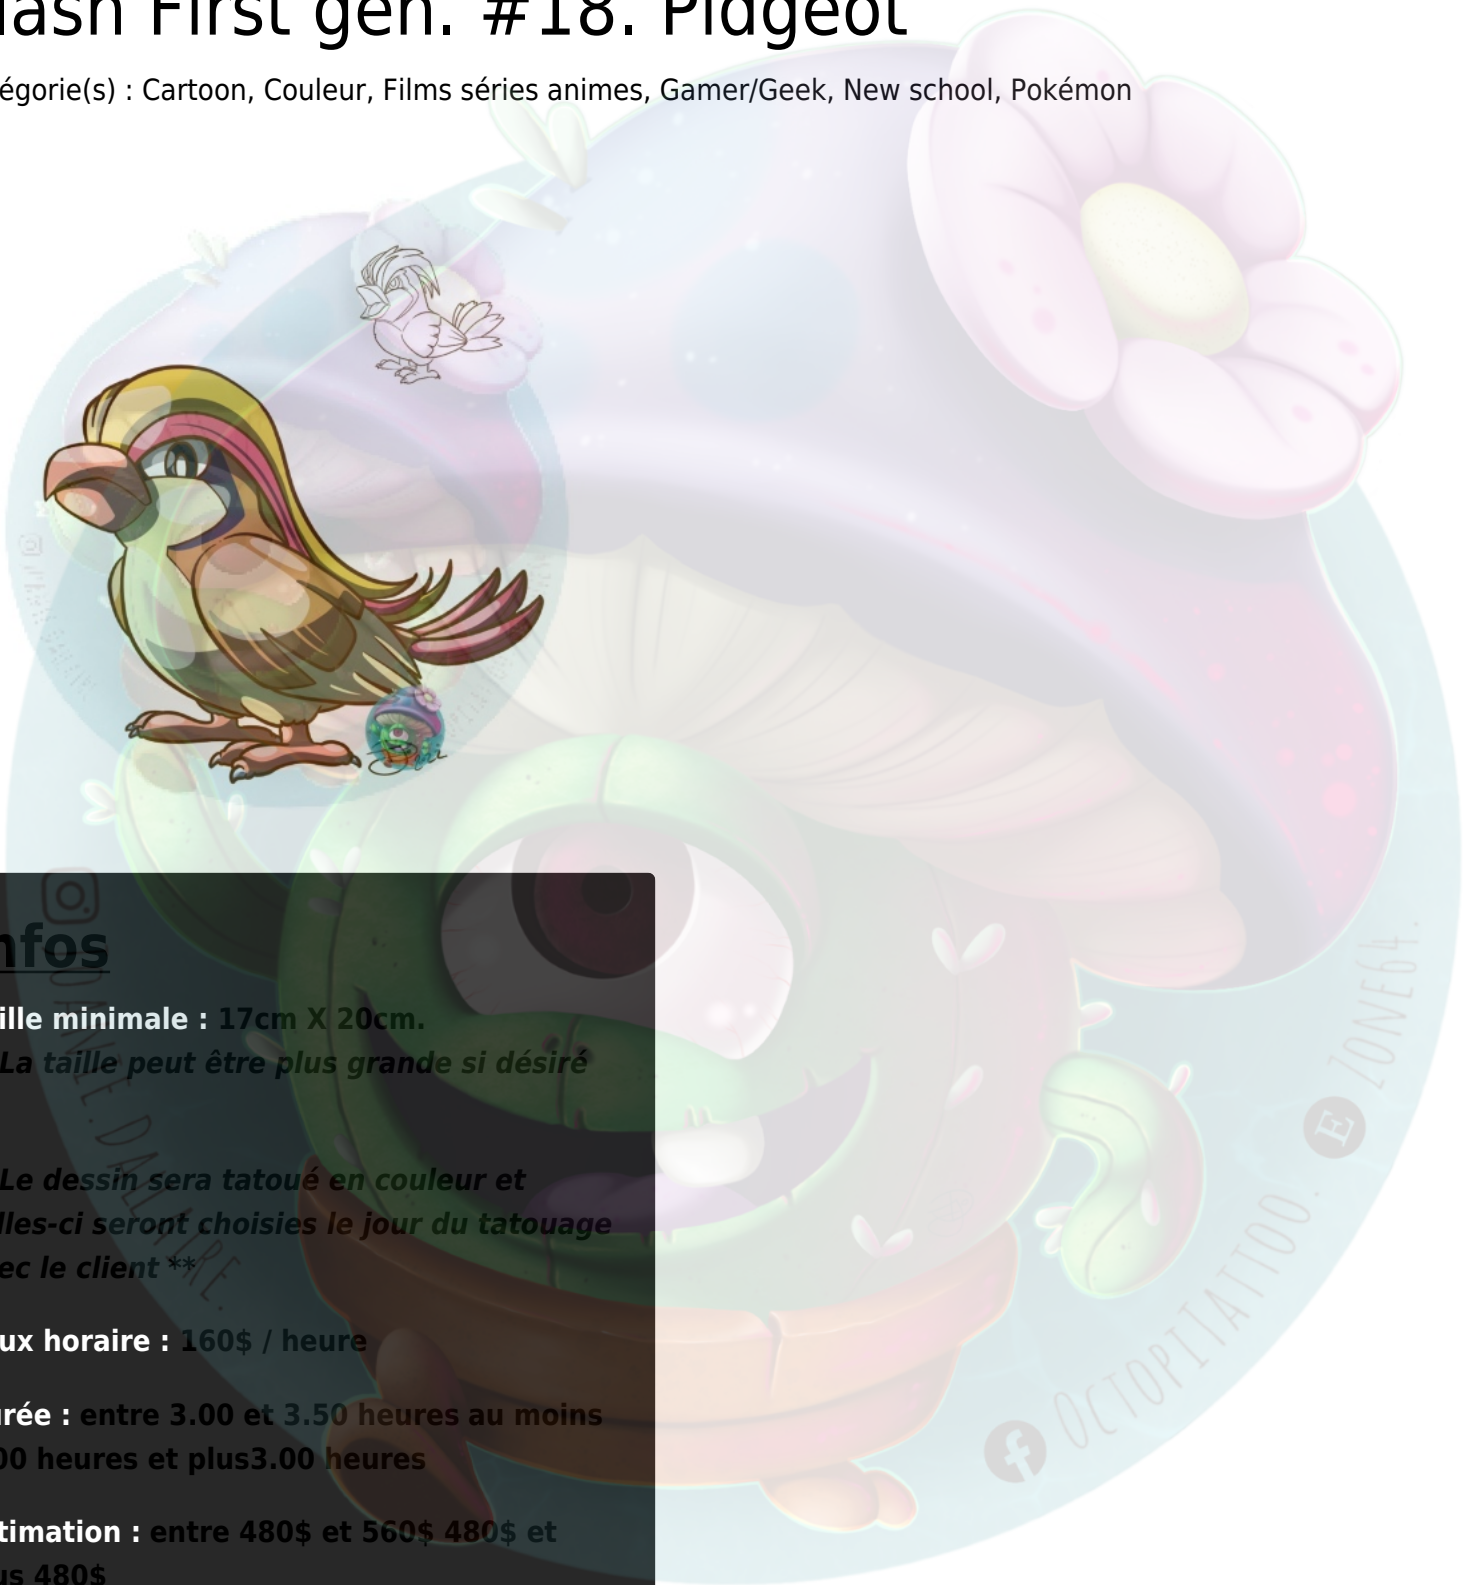 lash First gen. #18. Pidgeot
égorie(s) : Cartoon, Couleur, Films séries animes, Gamer/Geek, New school, Pokémon
nfos
ille minimale : 17cm X 20cm.
La taille peut être plus grande si désiré
Le dessin sera tatoué en couleur et
lles-ci seront choisies le jour du tatouage
ec le client **
ux horaire : 160$ / heure
urée : entre 3.00 et 3.50 heures au moins
00 heures et plus3.00 heures
timation : entre 480$ et 560$ 480$ et
us 480$
DAVZEE.DALLAIRE.
OCTOPITATTOO.
ZONE64.